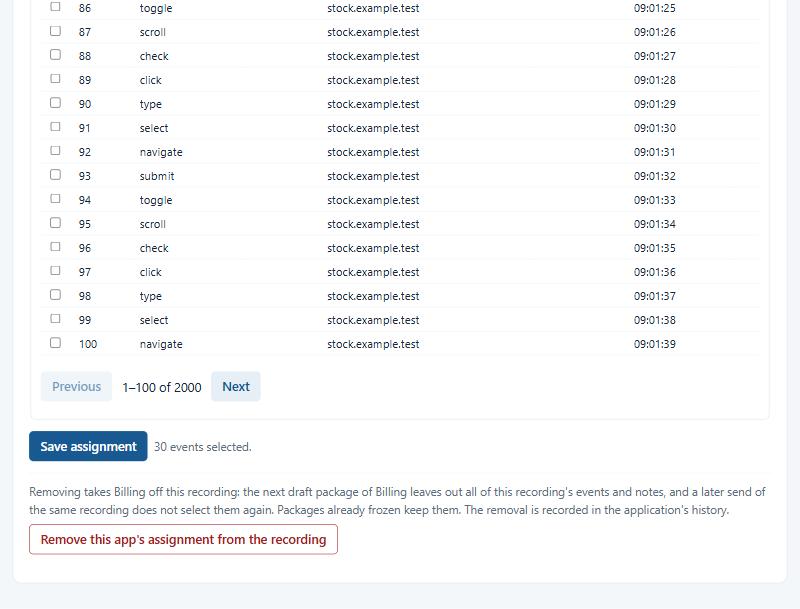 86 toggle stock.example.test 09:01:25
87 scroll stock.example.test 09:01:26
88 check stock.example.test 09:01:27
89 click stock.example.test 09:01:28
90 type stock.example.test 09:01:29
91 select stock.example.test 09:01:30
92 navigate stock.example.test 09:01:31
93 submit stock.example.test 09:01:32
94 toggle stock.example.test 09:01:33
95 scroll stock.example.test 09:01:34
96 check stock.example.test 09:01:35
97 click stock.example.test 09:01:36
98 type stock.example.test 09:01:37
99 select stock.example.test 09:01:38
100 navigate stock.example.test 09:01:39
Previous 1–100 of 2000 Next
Save assignment 30 events selected.
Removing takes Billing off this recording: the next draft package of Billing leaves out all of this recording's events and notes, and a later send of
the same recording does not select them again. Packages already frozen keep them. The removal is recorded in the application's history.
Remove this app's assignment from the recording